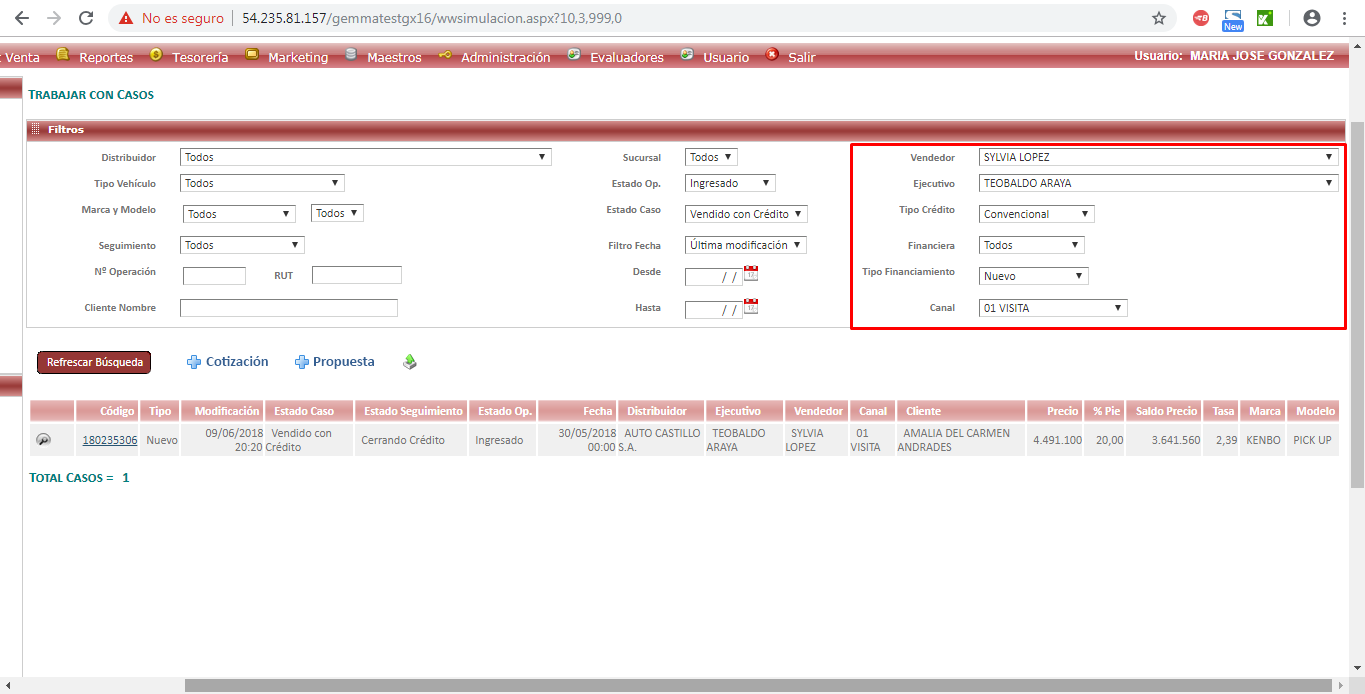 No es seguro 54.235.81.157/gemmatestgx16/wwsimulacion.aspx?10,3,999,0 New
Venta Reportes Tesorería Marketing Maestros Administración Evaluadores Usuario Salir Usuario: MARIA JOSE GONZALEZ
TRABAJAR CON CASOS
Filtros
Distribuidor Todos Sucursal Todos Vendedor SYLVIA LOPEZ
Tipo Vehículo Todos Estado Op. Ingresado Ejecutivo TEOBALDO ARAYA
Marca y Modelo Todos Todos Estado Caso Vendido con Crédito Tipo Crédito Convencional
Seguimiento Todos Filtro Fecha Última modificación Financiera Todos
Nº Operación RUT Desde / / Tipo Financiamiento Nuevo
Cliente Nombre Hasta / / Canal 01 VISITA
Refrescar Búsqueda Cotización Propuesta
Código Tipo Modificación Estado Caso Estado Seguimiento Estado Op. Fecha Distribuidor Ejecutivo Vendedor Canal Cliente Precio % Pie Saldo Precio Tasa Marca Modelo
180235306 Nuevo 09/06/2018 20:20 Vendido con Crédito Cerrando Crédito Ingresado 30/05/2018 00:00 AUTO CASTILLO S.A. TEOBALDO ARAYA SYLVIA LOPEZ 01 VISITA AMALIA DEL CARMEN ANDRADES 4.491.100 20,00 3.641.560 2,39 KENBO PICK UP
TOTAL CASOS = 1